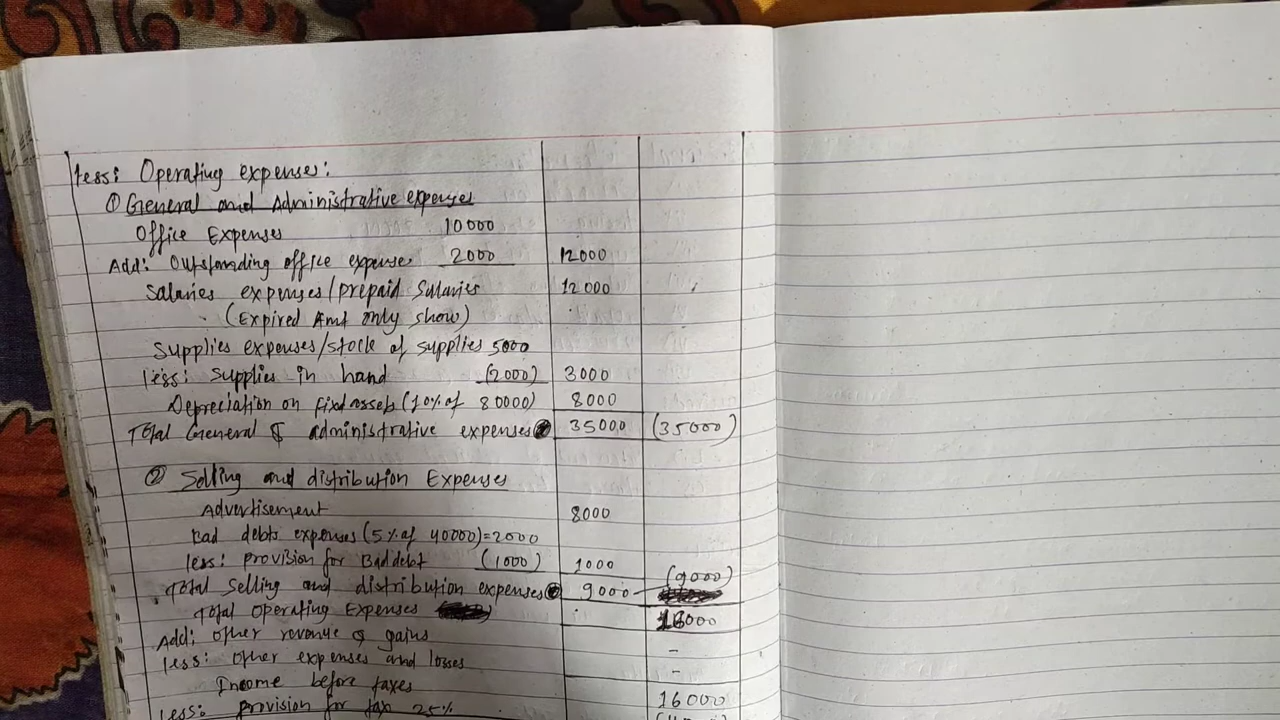 less: Operating expenses:
① General and Administrative expenses
Office Expenses 10000
Add: Outstanding office expense 2000 12000
Salaries expenses/prepaid Salaries 12000
(Expired Amt only show)
Supplies expenses/stock of supplies 5000
less: Supplies in hand (2000) 3000
Depreciation on fixd assets (10% of 80000) 8000
Total General & administrative expenses 35000 (35000)
② Selling and distribution Expenses
Advertisement 8000
Bad debts expenses (5% of 40000)=2000
less: provision for Bad debt (1000) 1000
Total Selling and distribution expenses 9000 (9000)
Total Operating Expenses 16000
Add: Other revenue & gains -
less: Other expenses and losses -
Income before taxes 16000
less: provision for tax 25%